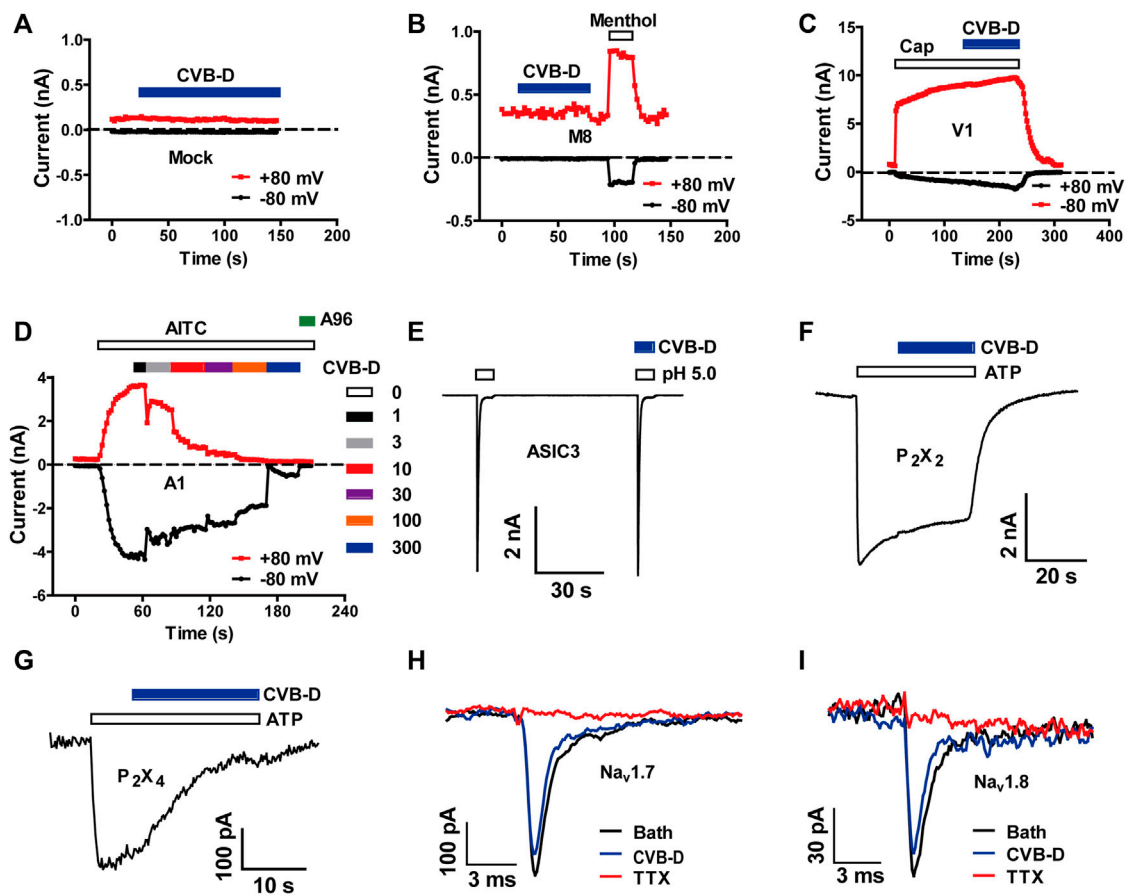 A
CVB-D
Current (nA)
1.0
0.5
0.0
0.5
1.0
Mock
+80 mV
-80 mV
0
50
100
150
200
Time (s)
B
Menthol
CVB-D
Current (nA)
1.0
0.5
0.0
-0.5
M8
+80 mV
-80 mV
0
50
100
150
200
Time (s)
C
CVB-D
Cap
Current (nA)
15
10
5
0
-5
V1
+80 mV
-80 mV
0
100
200
300
400
Time (s)
D
A96
AITC
CVB-D
Current (nA)
4
2
0
-2
-4
-6
A1
+80 mV
-80 mV
0
60
120
180
240
Time (s)
0
1
3
10
30
100
300
E
CVB-D
pH 5.0
ASIC3
2 nA
30 s
F
CVB-D
ATP
P2X2
2 nA
20 s
G
CVB-D
ATP
P2X4
100 pA
10 s
H
Nav1.7
100 pA
3 ms
Bath
CVB-D
TTX
I
Nav1.8
30 pA
3 ms
Bath
CVB-D
TTX